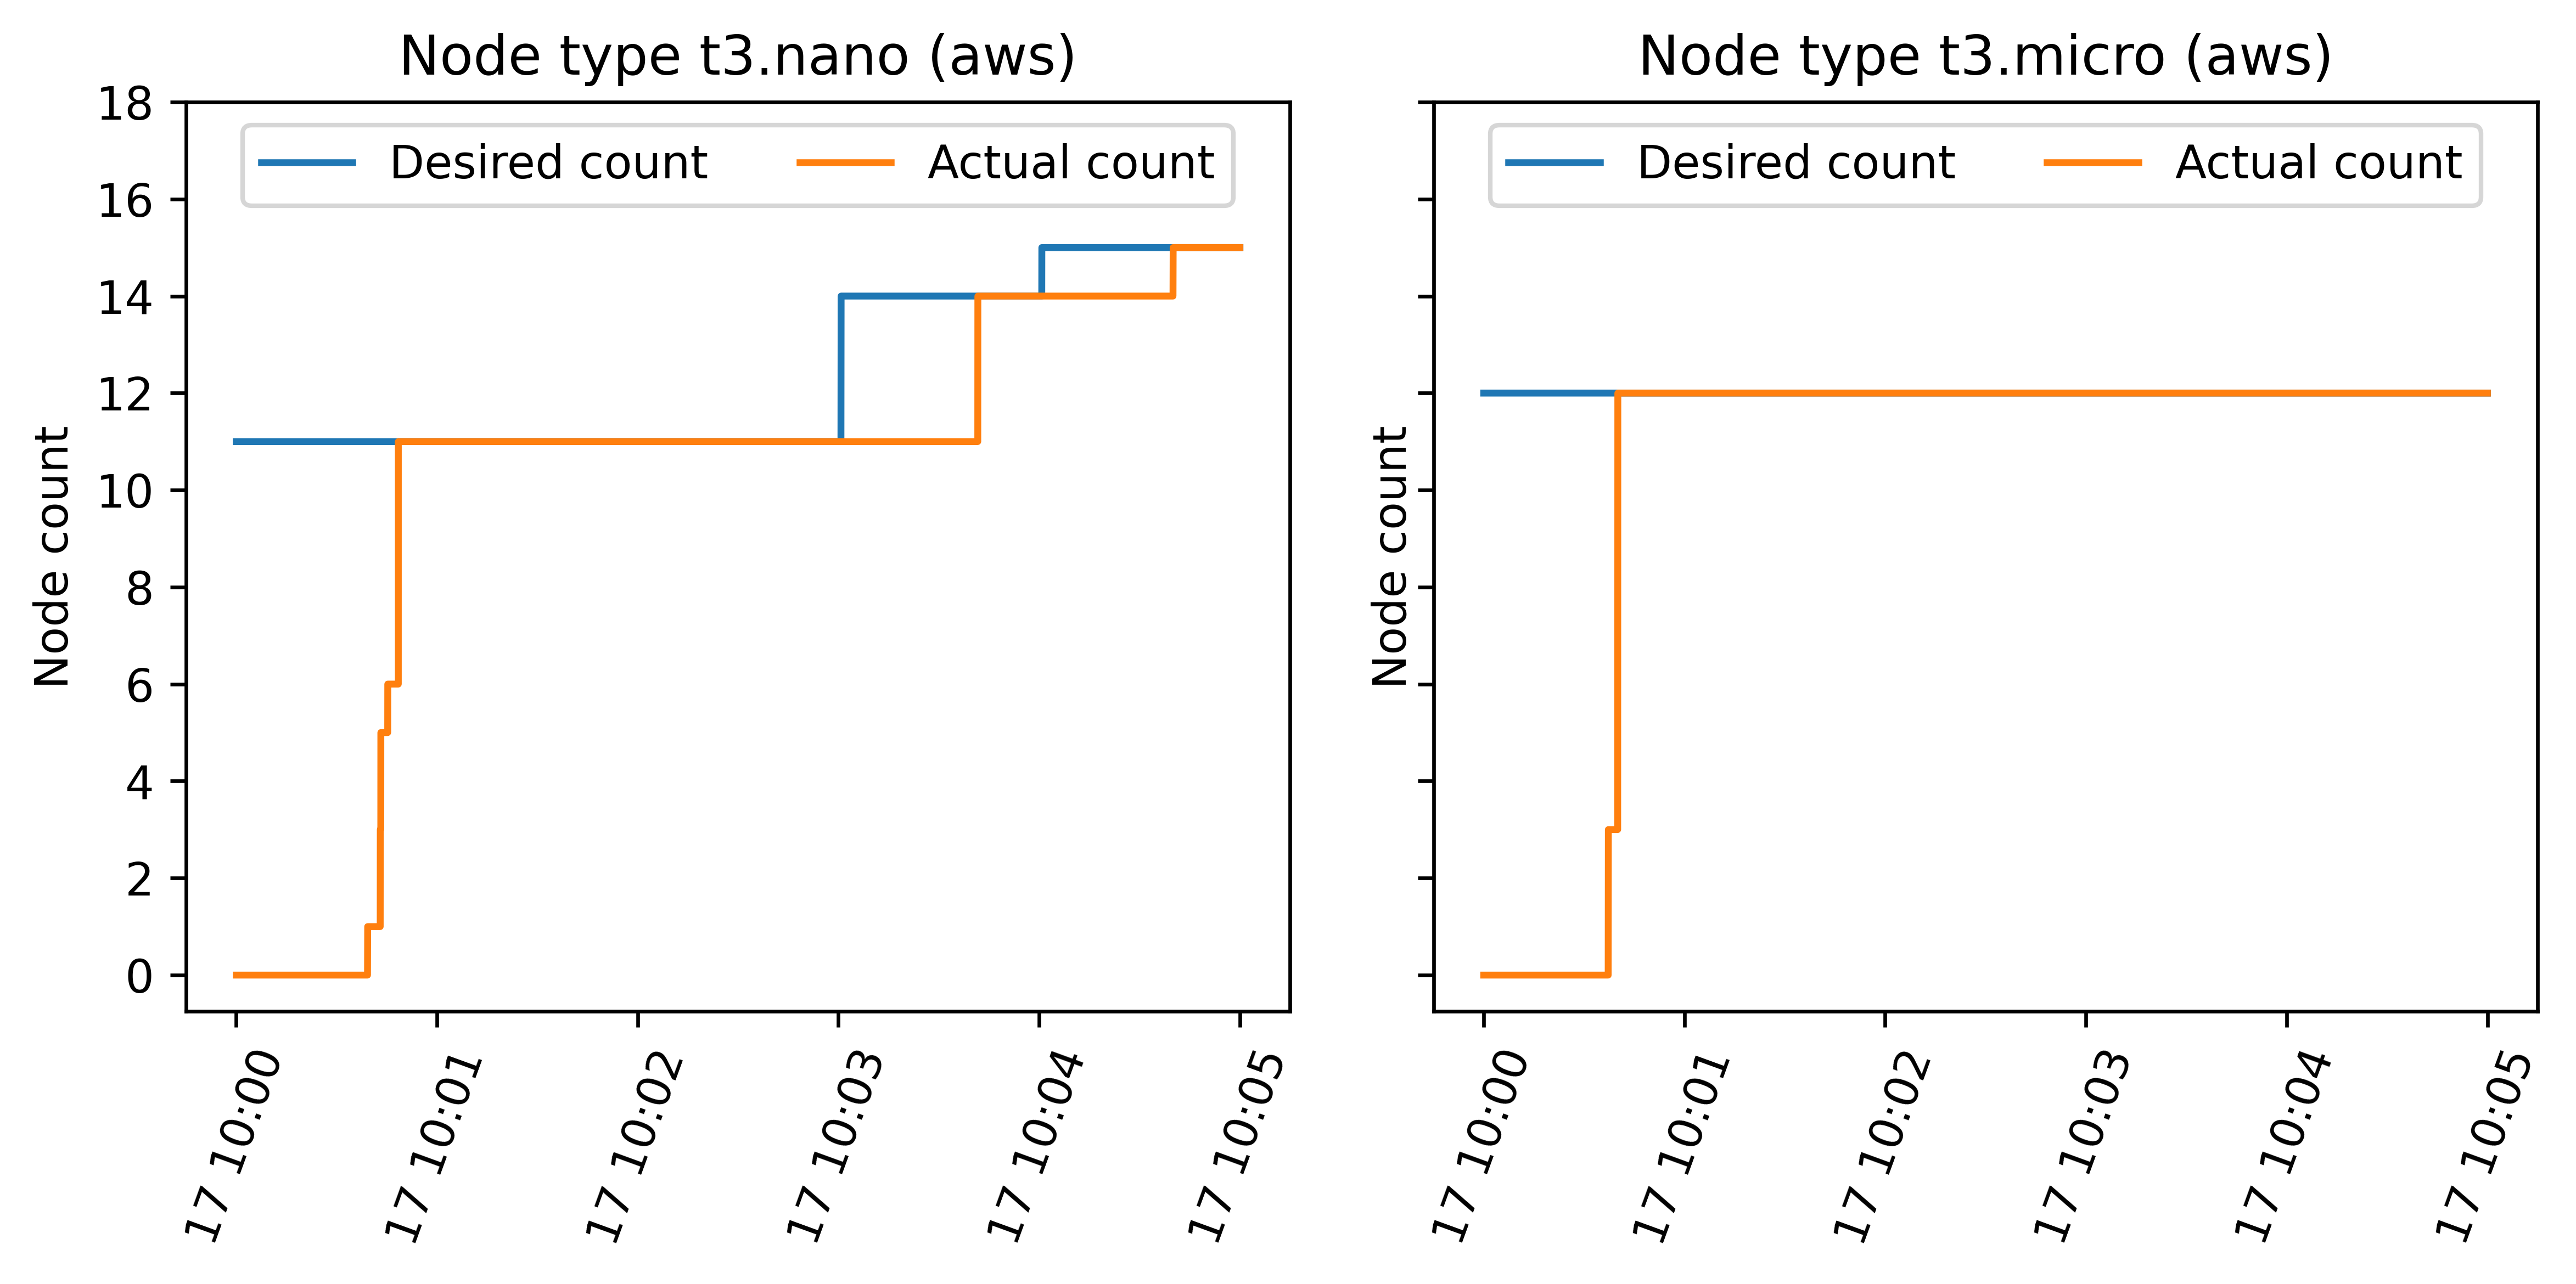 Node type t3.nano (aws)
Desired count
Actual count
Node count
18
16
14
12
10
8
6
4
2
0
17 10:00
17 10:01
17 10:02
17 10:03
17 10:04
17 10:05
Node type t3.micro (aws)
Desired count
Actual count
Node count
17 10:00
17 10:01
17 10:02
17 10:03
17 10:04
17 10:05